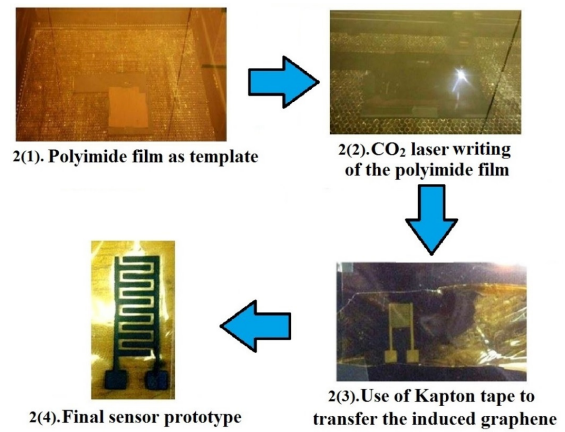 2(1). Polyimide film as template
2(2).CO₂ laser writing
of the polyimide film
2(3).Use of Kapton tape to
transfer the induced graphene
2(4).Final sensor prototype